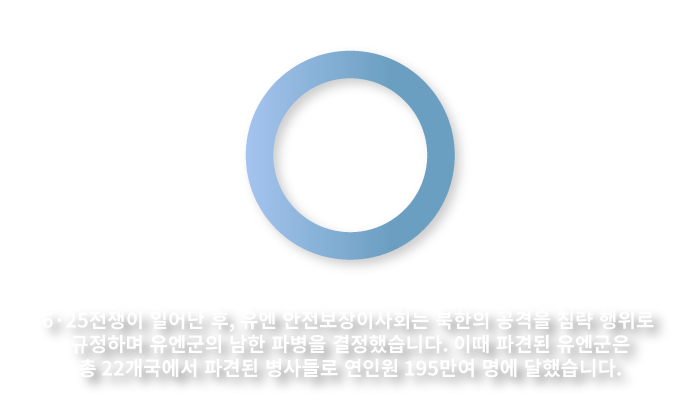 6·25전쟁이 일어난 후, 유엔 안전보장이사회는 북한의 공격을 침략 행위로
규정하며 유엔군의 남한 파병을 결정했습니다. 이때 파견된 유엔군은
총 22개국에서 파견된 병사들로 연인원 195만여 명에 달했습니다.